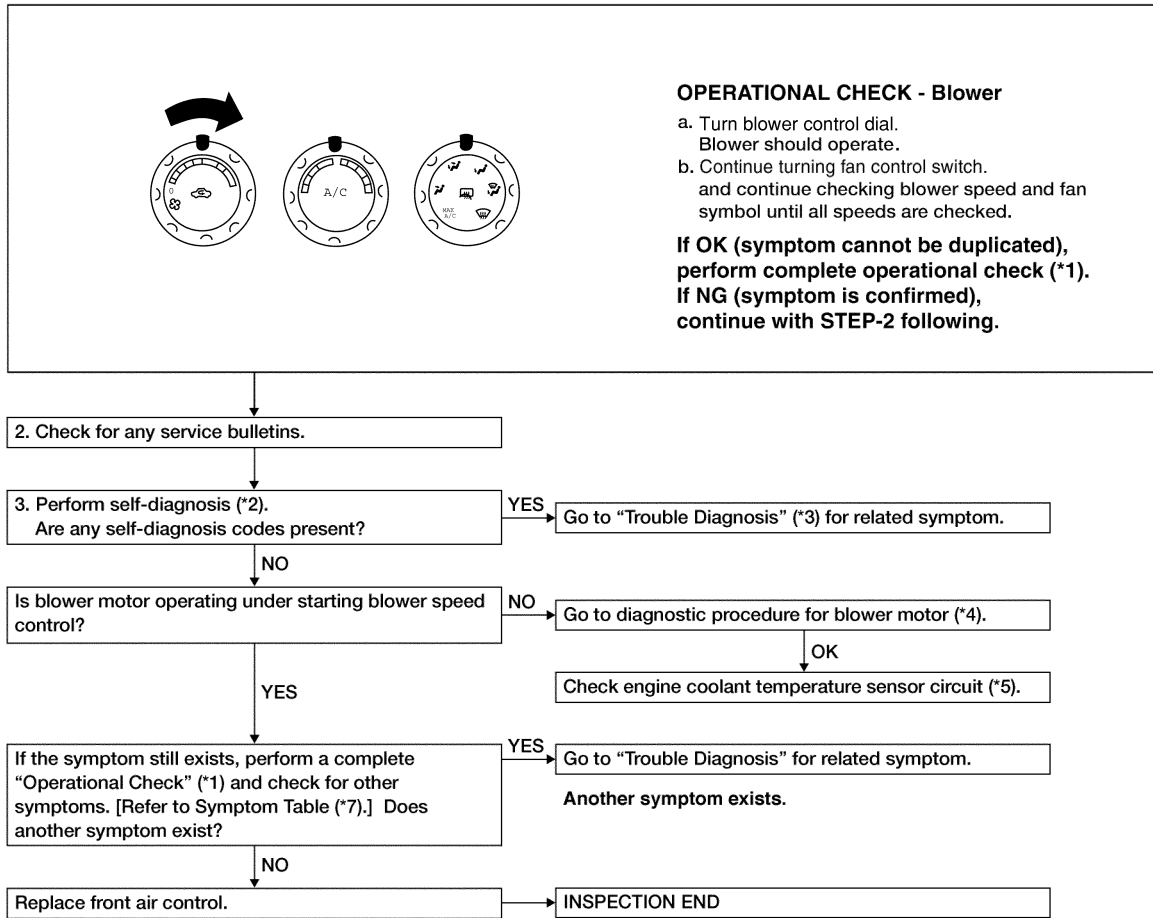 0
A/C
MAX
A/C
OPERATIONAL CHECK - Blower
a. Turn blower control dial.
Blower should operate.
b. Continue turning fan control switch.
and continue checking blower speed and fan
symbol until all speeds are checked.
If OK (symptom cannot be duplicated),
perform complete operational check (*1).
If NG (symptom is confirmed),
continue with STEP-2 following.
2. Check for any service bulletins.
3. Perform self-diagnosis (*2).
Are any self-diagnosis codes present?
YES
Go to “Trouble Diagnosis” (*3) for related symptom.
NO
Is blower motor operating under starting blower speed
control?
NO
Go to diagnostic procedure for blower motor (*4).
OK
Check engine coolant temperature sensor circuit (*5).
YES
If the symptom still exists, perform a complete
“Operational Check” (*1) and check for other
symptoms. [Refer to Symptom Table (*7).] Does
another symptom exist?
YES
Go to “Trouble Diagnosis” for related symptom.
Another symptom exists.
NO
Replace front air control.
INSPECTION END